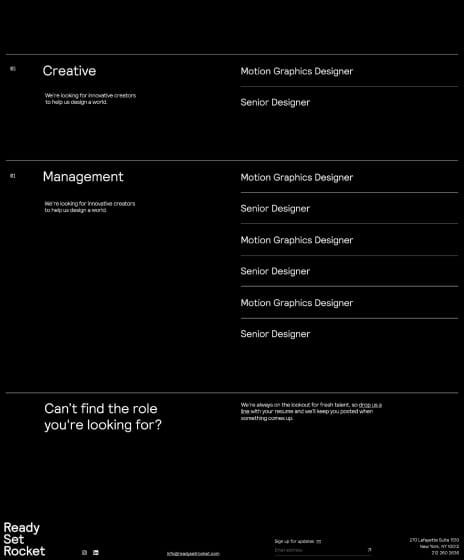 Creative
Motion Graphics Designer
We're looking for innovative creators
to help us design a world.
Senior Designer
Management
Motion Graphics Designer
We're looking for innovative creators
to help us design a world.
Senior Designer
Motion Graphics Designer
Senior Designer
Motion Graphics Designer
Senior Designer
Can't find the role
you're looking for?
We're always on the lookout for fresh talent, so drop us a
line with your resume and we'll keep you posted when
something comes up.
Ready
Set
Rocket
info@readysetrocket.com
Sign up for updates
Email address
270 Lafayette Suite 1510
New York, NY 10012
212 260 2636